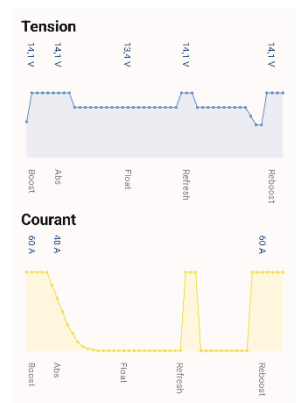 Tension
14,1 V 14,1 V 13,4 V 14,1 V 14,1 V
Boost Abs Float Refresh Reboost
Courant
60 A 40 A 60 A
Boost Abs Float Refresh Reboost